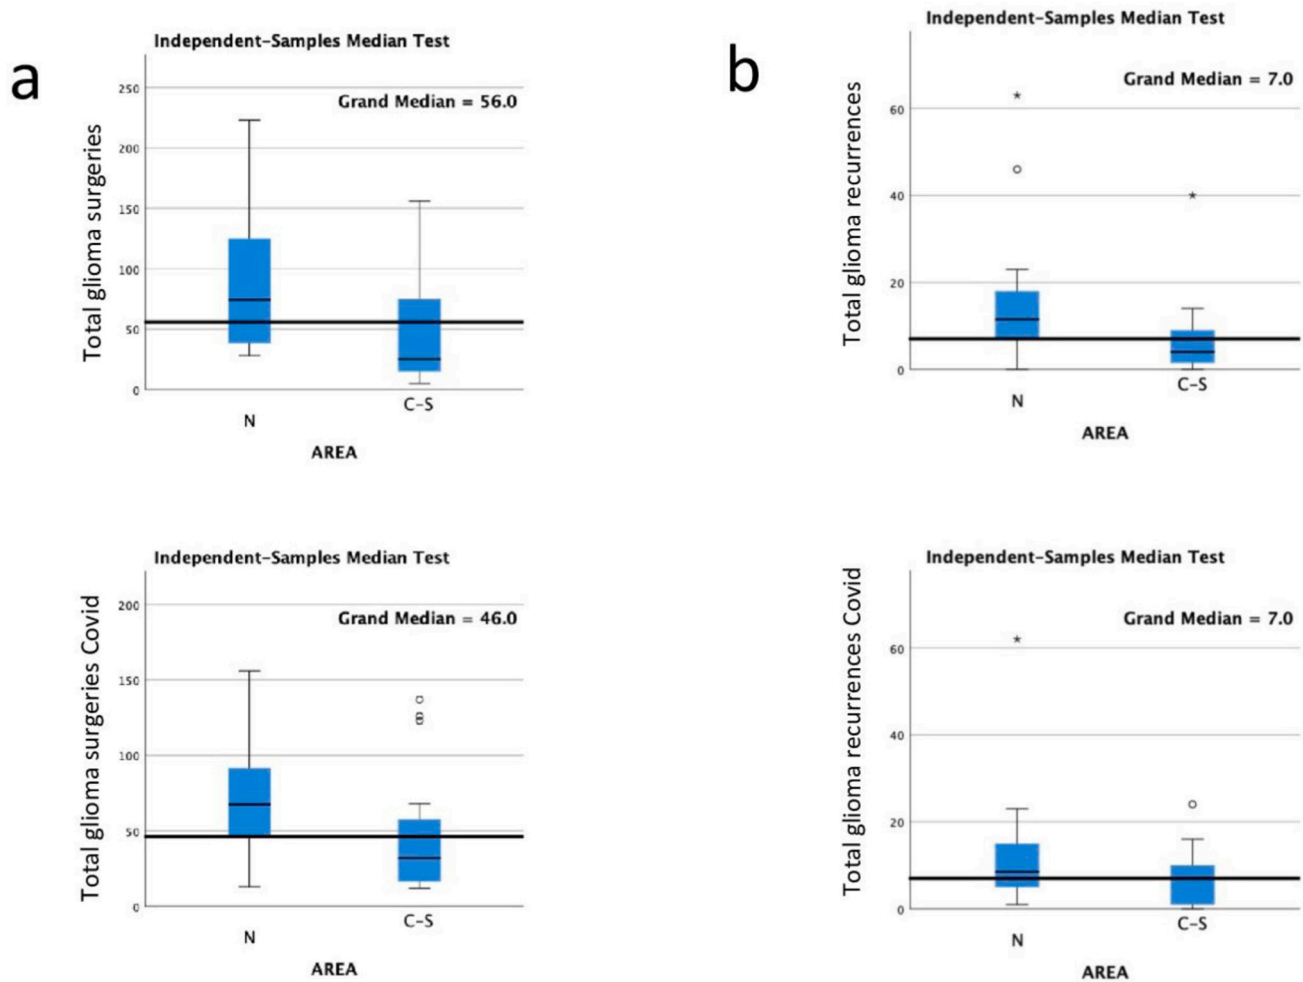 a
Independent-Samples Median Test
Grand Median = 56.0
Total glioma surgeries
250
200
150
100
50
0
N
C-S
AREA
b
Independent-Samples Median Test
Grand Median = 7.0
Total glioma recurrences
60
40
20
0
N
C-S
AREA
Independent-Samples Median Test
Grand Median = 46.0
Total glioma surgeries Covid
200
150
100
50
0
N
C-S
AREA
Independent-Samples Median Test
Grand Median = 7.0
Total glioma recurrences Covid
60
40
20
0
N
C-S
AREA